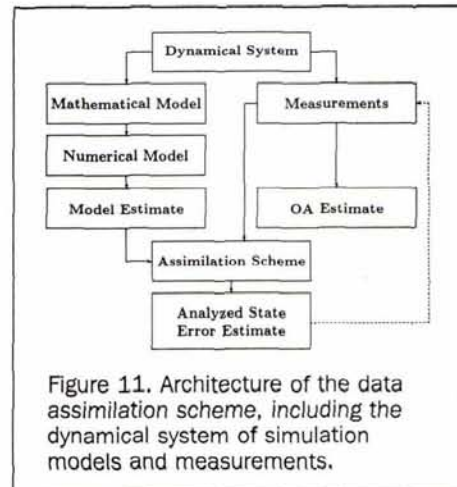 Dynamical System
Mathematical Model
Measurements
Numerical Model
Model Estimate
OA Estimate
Assimilation Scheme
Analyzed State
Error Estimate
Figure 11. Architecture of the data
assimilation scheme, including the
dynamical system of simulation
models and measurements.